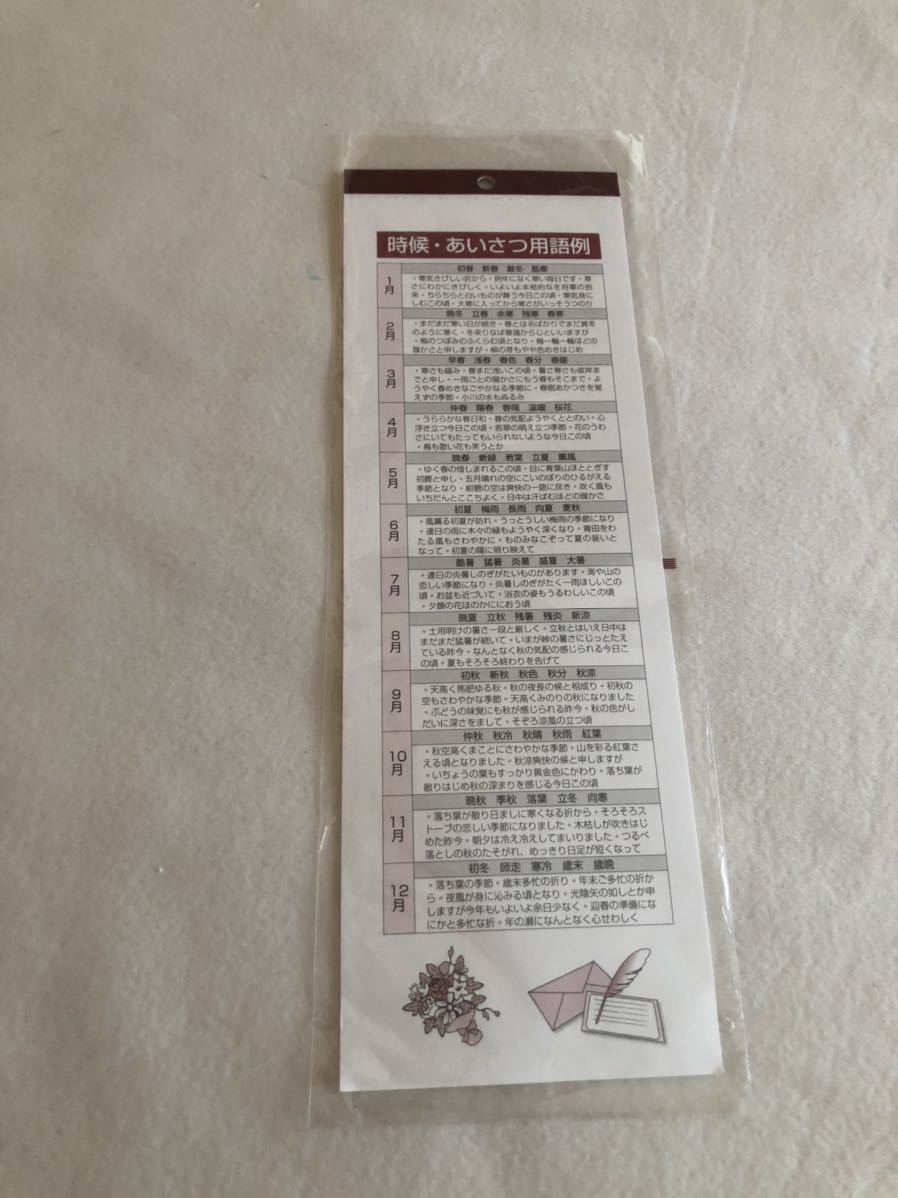 時候・あいさつ用語例
1月
初春 新春 厳冬 酷寒
。寒気きびしい折から。例年になく寒い毎日です。寒
さにわかにきびしく。いよいよ本格的な冬将軍の到
来。ちらちらと白いものが舞う今日この頃。寒気身に
しむこの頃。大寒に入ってから寒さがいっそうつのり
2月
晩冬 立春 余寒 残寒 春寒
。まだまだ寒い日が続き。春とは名ばかりでまだ真冬
のように寒く。冬来りなば春遠からじといいますが
。梅のつぼみのふくらむ頃となり。梅一輪一輪ほどの
暖かさと申しますが。柳の芽もやや色めきはじめ
3月
早春 浅春 春色 春分 春暖
。寒さも緩み。春まだ浅いこの頃。暑さ寒さも彼岸ま
でと申し。一雨ごとの暖かさにもう春もそこまで。よ
うやく春めきなごやかなる季節に。春眠あかつきを覚
えずの季節。小川の水もぬるみ
4月
仲春 陽春 春陽 温暖 桜花
。うららかな春日和。春の気配ようやくととのい。心
浮き立つ今日この頃。若草の萌え立つ季節。花のうわ
さにいてもたってもいられないような今日この頃
。鳥も歌い花も笑うとか
5月
晩春 新緑 若葉 立夏 薫風
。ゆく春の惜しまれるこの頃。目に青葉山ほととぎす
初鰹と申し。五月晴れの空にこいのぼりのひるがえる
季節となり。紺碧の空は爽快の一語に尽き。吹く風も
いちだんとここちよく。日中は汗ばむほどの暖かさ
6月
初夏 梅雨 長雨 向夏 麦秋
。風薫る初夏が訪れ。うっとうしい梅雨の季節になり
。連日の雨に木々の緑もようやく深くなり。青田をわ
たる風もさわやかに。ものみなこぞって夏の装いと
なって。初夏の陽に照り映えて
7月
酷暑 猛暑 炎暑 盛夏 大暑
。連日の炎暑しのぎがたいものがあります。海や山の
恋しい季節になり。炎暑しのぎがたく一雨ほしいこの
頃。お盆も近づいて。浴衣の姿もうるわしいこの頃
。夕顔の花ほのかににおう頃
8月
晩夏 立秋 残暑 残炎 新涼
。土用明けの暑さ一段と厳しく。立秋とはいえ日中は
まだまだ猛暑が続いて。いまが峠の暑さにじっとたえ
ている昨今。なんとなく秋の気配の感じられる今日こ
の頃。夏もそろそろ終わりを告げて
9月
初秋 新秋 秋色 秋分 秋涼
。天高く馬肥ゆる秋。秋の夜長の候と相成り。初秋の
空もさわやかな季節。天高くみのりの秋になりました
。ぶどうの味覚にも秋が感じられる昨今。秋の色がし
だいに深さをまして。そぞろ涼風の立つ頃
10月
仲秋 秋冷 秋晴 秋雨 紅葉
。秋空高くまことにさわやかな季節。山を彩る紅葉さ
える頃となりました。秋涼爽快の候と申しますが
。いちょうの葉もすっかり黄金色にかわり。落ち葉が
散りはじめ秋の深まりを感じる今日この頃
11月
晩秋 季秋 落葉 立冬 向寒
。落ち葉が散り日ましに寒くなる折から。そろそろス
トーブの恋しい季節になりました。木枯しが吹きはじ
めた昨今。朝夕は冷え冷えしてまいりました。つるべ
落としの秋のたそがれ、めっきり日足が短くなって
12月
初冬 師走 寒冷 歳末 歳晩
。落ち葉の季節。歳末多忙の折り。年末ご多忙の折か
ら。夜風が身に沁みる頃となり。光陰矢の如しとか申
しますが今年もいよいよ余日少なく。迎春の準備にな
にかと多忙な折。年の瀬になんとなく心せわしく